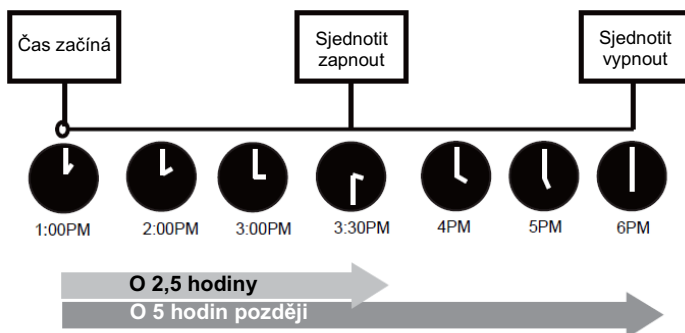 Čas začíná
Sjednotit
zapnout
Sjednotit
vypnout
1:00PM
2:00PM
3:00PM
3:30PM
4PM
5PM
6PM
O 2,5 hodiny
O 5 hodin později